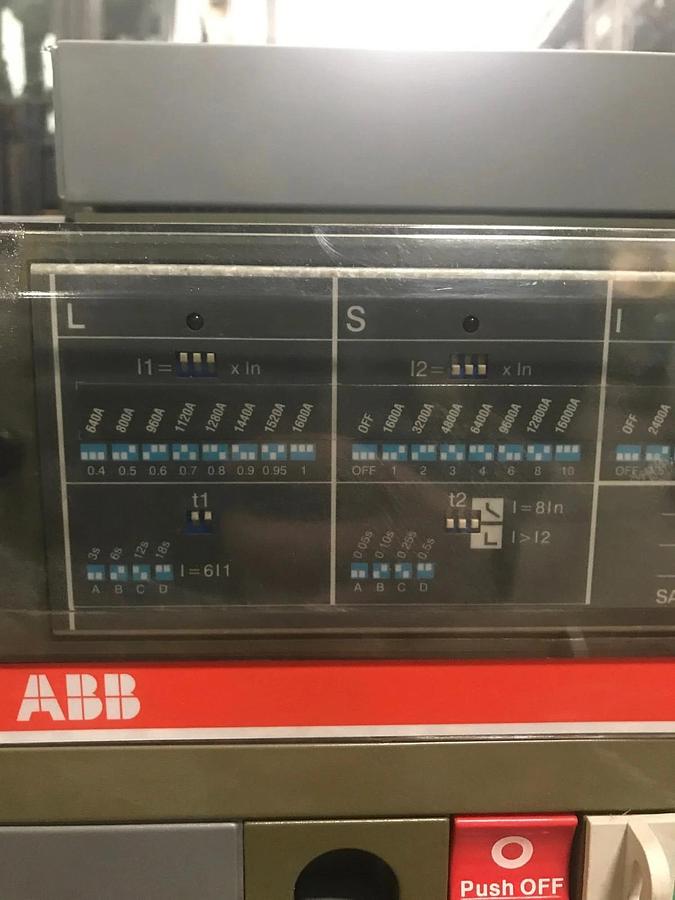 L
S
I
I1= x In
I2= x In
640A 800A 960A 1120A 1280A 1440A 1520A 1600A
0.4 0.5 0.6 0.7 0.8 0.9 0.95 1
OFF 1600A 3200A 4800A 6400A 9600A 12800A 16000A
OFF 1 2 3 4 6 8 10
OFF 2400A
OFF 1.5
t1
3s 6s 12s 18s
A B C D
I=6I1
t2
I=8In
I>I2
0.05s 0.10s 0.25s 0.5s
A B C D
SA
ABB
Push OFF